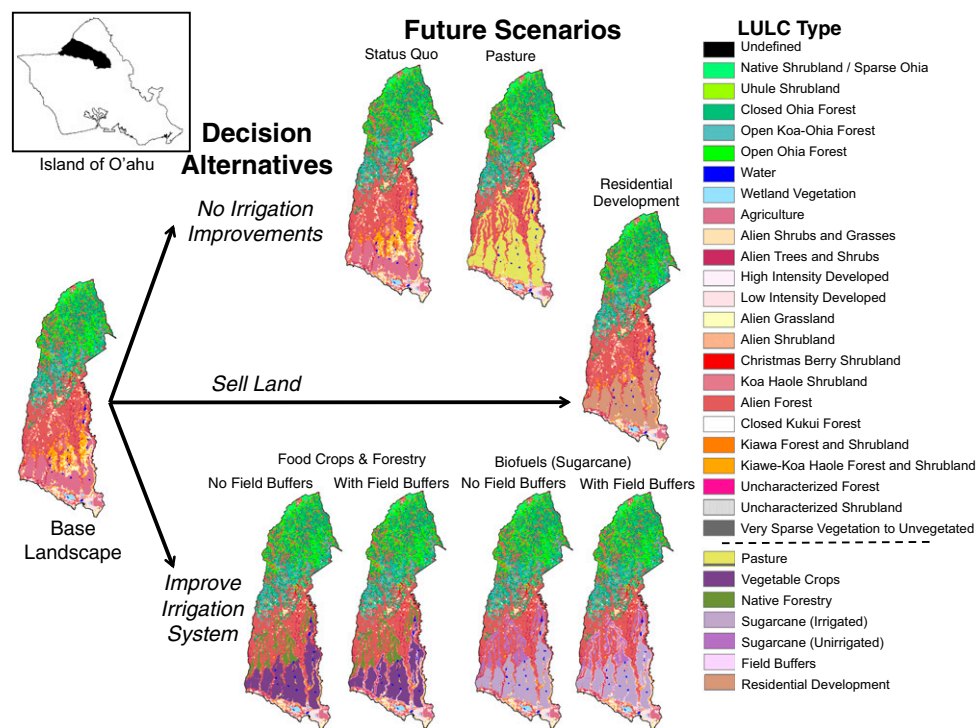 Future Scenarios
Status Quo
Pasture
Island of O'ahu
Decision
Alternatives
No Irrigation
Improvements
Residential
Development
Sell Land
Base
Landscape
Improve
Irrigation
System
Food Crops & Forestry
Biofuels (Sugarcane)
No Field Buffers
With Field Buffers
No Field Buffers
With Field Buffers
LULC Type
Undefined
Native Shrubland / Sparse Ohia
Uhule Shrubland
Closed Ohia Forest
Open Koa-Ohia Forest
Open Ohia Forest
Water
Wetland Vegetation
Agriculture
Alien Shrubs and Grasses
Alien Trees and Shrubs
High Intensity Developed
Low Intensity Developed
Alien Grassland
Alien Shrubland
Christmas Berry Shrubland
Koa Haole Shrubland
Alien Forest
Closed Kukui Forest
Kiawa Forest and Shrubland
Kiawe-Koa Haole Forest and Shrubland
Uncharacterized Forest
Uncharacterized Shrubland
Very Sparse Vegetation to Unvegetated
Pasture
Vegetable Crops
Native Forestry
Sugarcane (Irrigated)
Sugarcane (Unirrigated)
Field Buffers
Residential Development